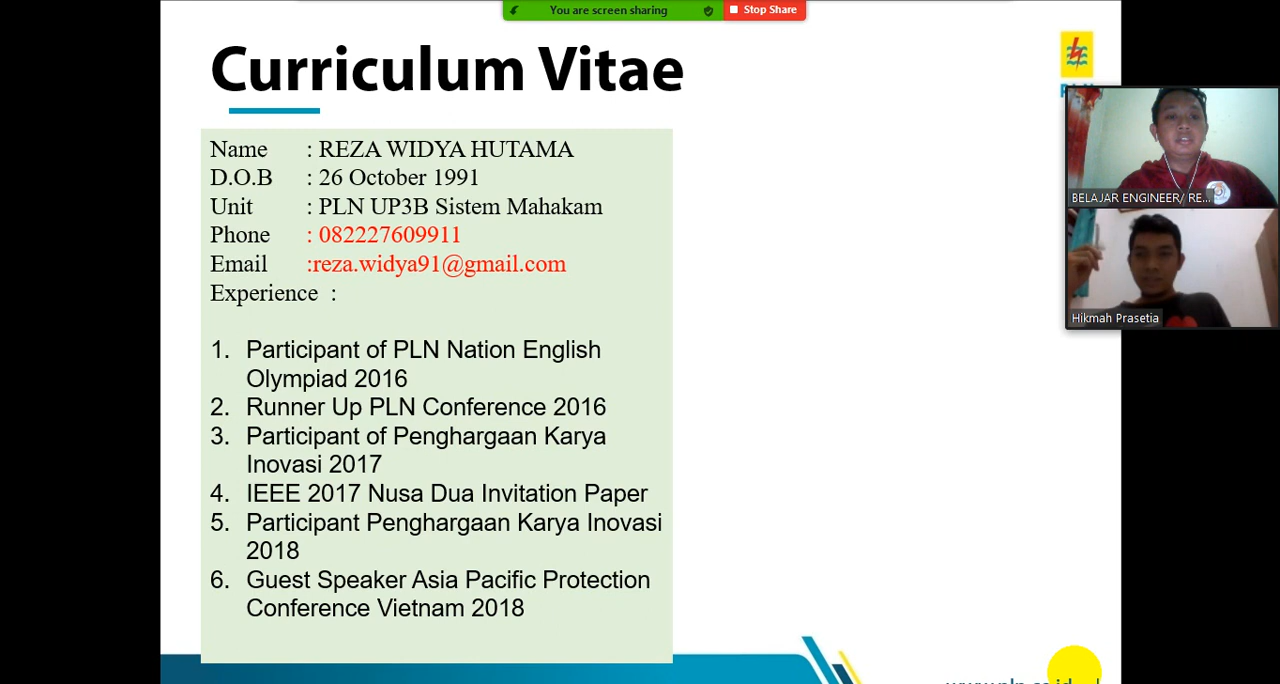 You are screen sharing
Stop Share
Curriculum Vitae
Name : REZA WIDYA HUTAMA
D.O.B : 26 October 1991
Unit : PLN UP3B Sistem Mahakam
Phone : 082227609911
Email :reza.widya91@gmail.com
Experience :
1. Participant of PLN Nation English
Olympiad 2016
2. Runner Up PLN Conference 2016
3. Participant of Penghargaan Karya
Inovasi 2017
4. IEEE 2017 Nusa Dua Invitation Paper
5. Participant Penghargaan Karya Inovasi
2018
6. Guest Speaker Asia Pacific Protection
Conference Vietnam 2018
BELAJAR ENGINEER/ RE...
Hikmah Prasetia